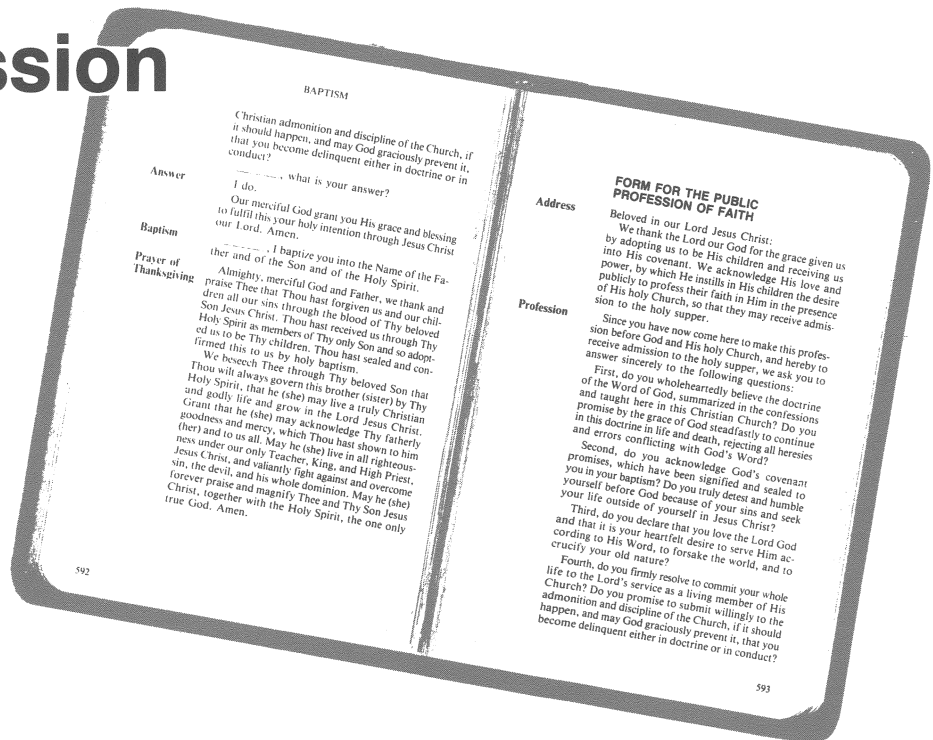 ssion
BAPTISM
Christian admonition and discipline of the Church, if
it should happen, and may God graciously prevent it,
that you become delinquent either in doctrine or in
conduct?
Answer
, what is your answer?
I do.
Our merciful God grant you His grace and blessing
to fulfil this your holy intention through Jesus Christ
our Lord. Amen.
Baptism
, I baptize you into the Name of the Fa-
ther and of the Son and of the Holy Spirit.
Prayer of
Thanksgiving
Almighty, merciful God and Father, we thank and
praise Thee that Thou hast forgiven us and our chil-
dren all our sins through the blood of Thy beloved
Son Jesus Christ. Thou hast received us through Thy
Holy Spirit as members of Thy only Son and so adopt-
ed us to be Thy children. Thou hast sealed and con-
firmed this to us by holy baptism.
We beseech Thee through Thy beloved Son that
Thou wilt always govern this brother (sister) by Thy
Holy Spirit, that he (she) may live a truly Christian
and godly life and grow in the Lord Jesus Christ.
Grant that he (she) may acknowledge Thy fatherly
goodness and mercy, which Thou hast shown to him
(her) and to us all. May he (she) live in all righteous-
ness under our only Teacher, King, and High Priest,
Jesus Christ, and valiantly fight against and overcome
sin, the devil, and his whole dominion. May he (she)
forever praise and magnify Thee and Thy Son Jesus
Christ, together with the Holy Spirit, the one only
true God. Amen.
592
FORM FOR THE PUBLIC
PROFESSION OF FAITH
Address
Beloved in our Lord Jesus Christ:
We thank the Lord our God for the grace given us
by adopting us to be His children and receiving us
into His covenant. We acknowledge His love and
power, by which He instills in His children the desire
publicly to profess their faith in Him in the presence
of His holy Church, so that they may receive admis-
sion to the holy supper.
Profession
Since you have now come here to make this profes-
sion before God and His holy Church, and hereby to
receive admission to the holy supper, we ask you to
answer sincerely to the following questions:
First, do you wholeheartedly believe the doctrine
of the Word of God, summarized in the confessions
and taught here in this Christian Church? Do you
promise by the grace of God steadfastly to continue
in this doctrine in life and death, rejecting all heresies
and errors conflicting with God's Word?
Second, do you acknowledge God's covenant
promises, which have been signified and sealed to
you in your baptism? Do you truly detest and humble
yourself before God because of your sins and seek
your life outside of yourself in Jesus Christ?
Third, do you declare that you love the Lord God
and that it is your heartfelt desire to serve Him ac-
cording to His Word, to forsake the world, and to
crucify your old nature?
Fourth, do you firmly resolve to commit your whole
life to the Lord's service as a living member of His
Church? Do you promise to submit willingly to the
admonition and discipline of the Church, if it should
happen, and may God graciously prevent it, that you
become delinquent either in doctrine or in conduct?
593